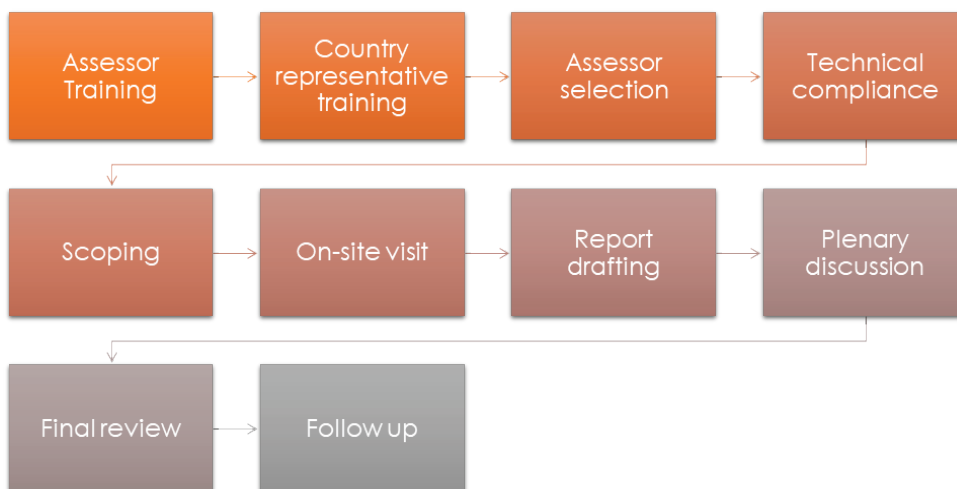 Assessor
Training
Country
representative
training
Assessor
selection
Technical
compliance
Scoping
On-site visit
Report
drafting
Plenary
discussion
Final review
Follow up